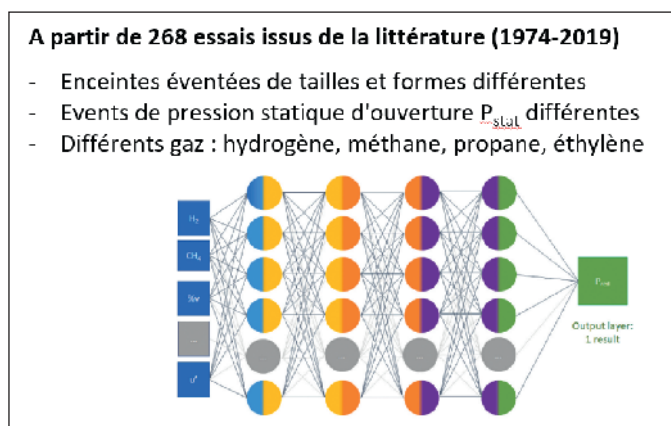 A partir de 268 essais issus de la littérature (1974-2019)
- Enceintes éventées de tailles et formes différentes
- Events de pression statique d'ouverture Pstat différentes
- Différents gaz : hydrogène, méthane, propane, éthylène
H2
CH4
...
Output layer:
1 result